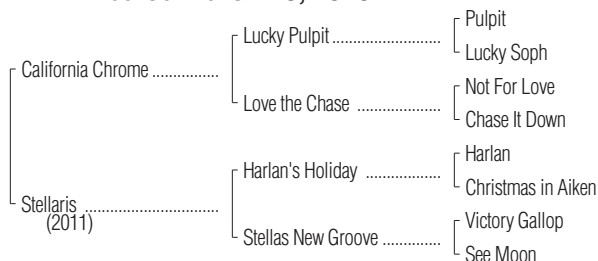 Pulpit
Lucky Pulpit
Lucky Soph
California Chrome
Not For Love
Love the Chase
Chase It Down
Harlan
Harlan's Holiday
Christmas in Aiken
Stellaris
(2011)
Victory Gallop
Stellas New Groove
See Moon